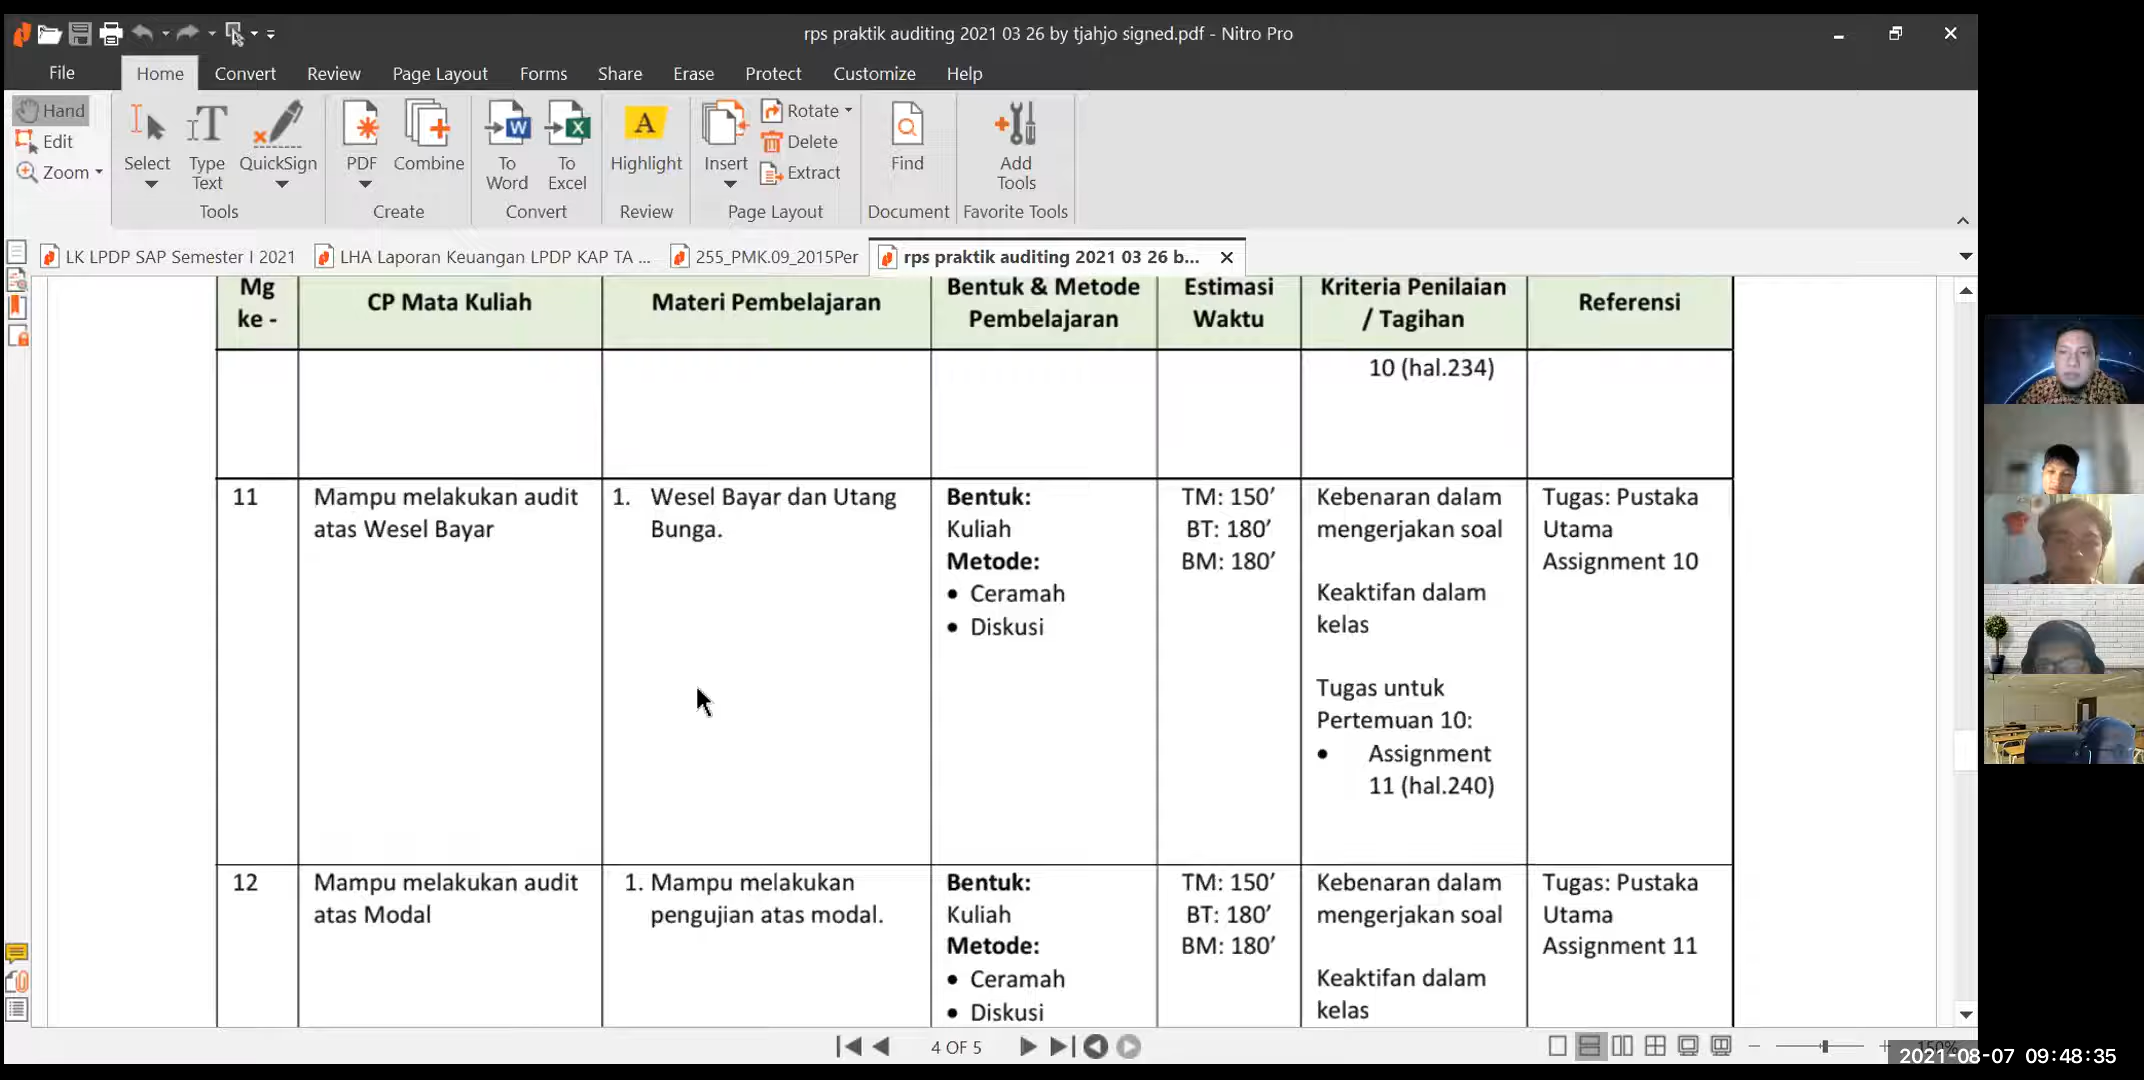 rps praktik auditing 2021 03 26 by tjahjo signed.pdf - Nitro Pro
File Home Convert Review Page Layout Forms Share Erase Protect Customize Help
Hand
Edit
Zoom
Select
Type
Text
QuickSign
Tools
PDF
Combine
Create
To
Word
To
Excel
Convert
Highlight
Review
Insert
Rotate
Delete
Extract
Page Layout
Find
Document
Add
Tools
Favorite Tools
LK LPDP SAP Semester I 2021
LHA Laporan Keuangan LPDP KAP TA ...
255_PMK.09_2015Per
rps praktik auditing 2021 03 26 b...
Mg
ke -
CP Mata Kuliah
Materi Pembelajaran
Bentuk & Metode
Pembelajaran
Estimasi
Waktu
Kriteria Penilaian
/ Tagihan
Referensi
10 (hal.234)
11
Mampu melakukan audit
atas Wesel Bayar
1. Wesel Bayar dan Utang
Bunga.
Bentuk:
Kuliah
Metode:
• Ceramah
• Diskusi
TM: 150’
BT: 180’
BM: 180’
Kebenaran dalam
mengerjakan soal
Keaktifan dalam
kelas
Tugas untuk
Pertemuan 10:
• Assignment
11 (hal.240)
Tugas: Pustaka
Utama
Assignment 10
12
Mampu melakukan audit
atas Modal
1. Mampu melakukan
pengujian atas modal.
Bentuk:
Kuliah
Metode:
• Ceramah
• Diskusi
TM: 150’
BT: 180’
BM: 180’
Kebenaran dalam
mengerjakan soal
Keaktifan dalam
kelas
Tugas: Pustaka
Utama
Assignment 11
4 OF 5
150%
2021-08-07 09:48:35